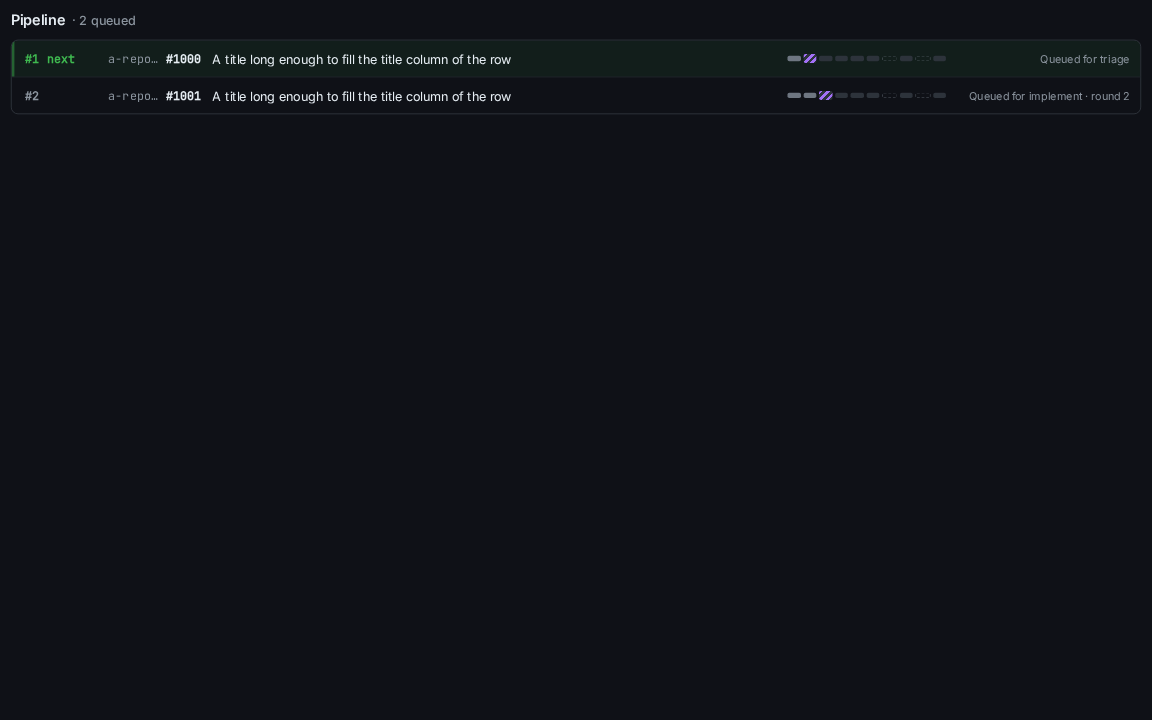 Pipeline · 2 queued
#1 next a-repo… #1000 A title long enough to fill the title column of the row Queued for triage
#2 a-repo… #1001 A title long enough to fill the title column of the row Queued for implement · round 2